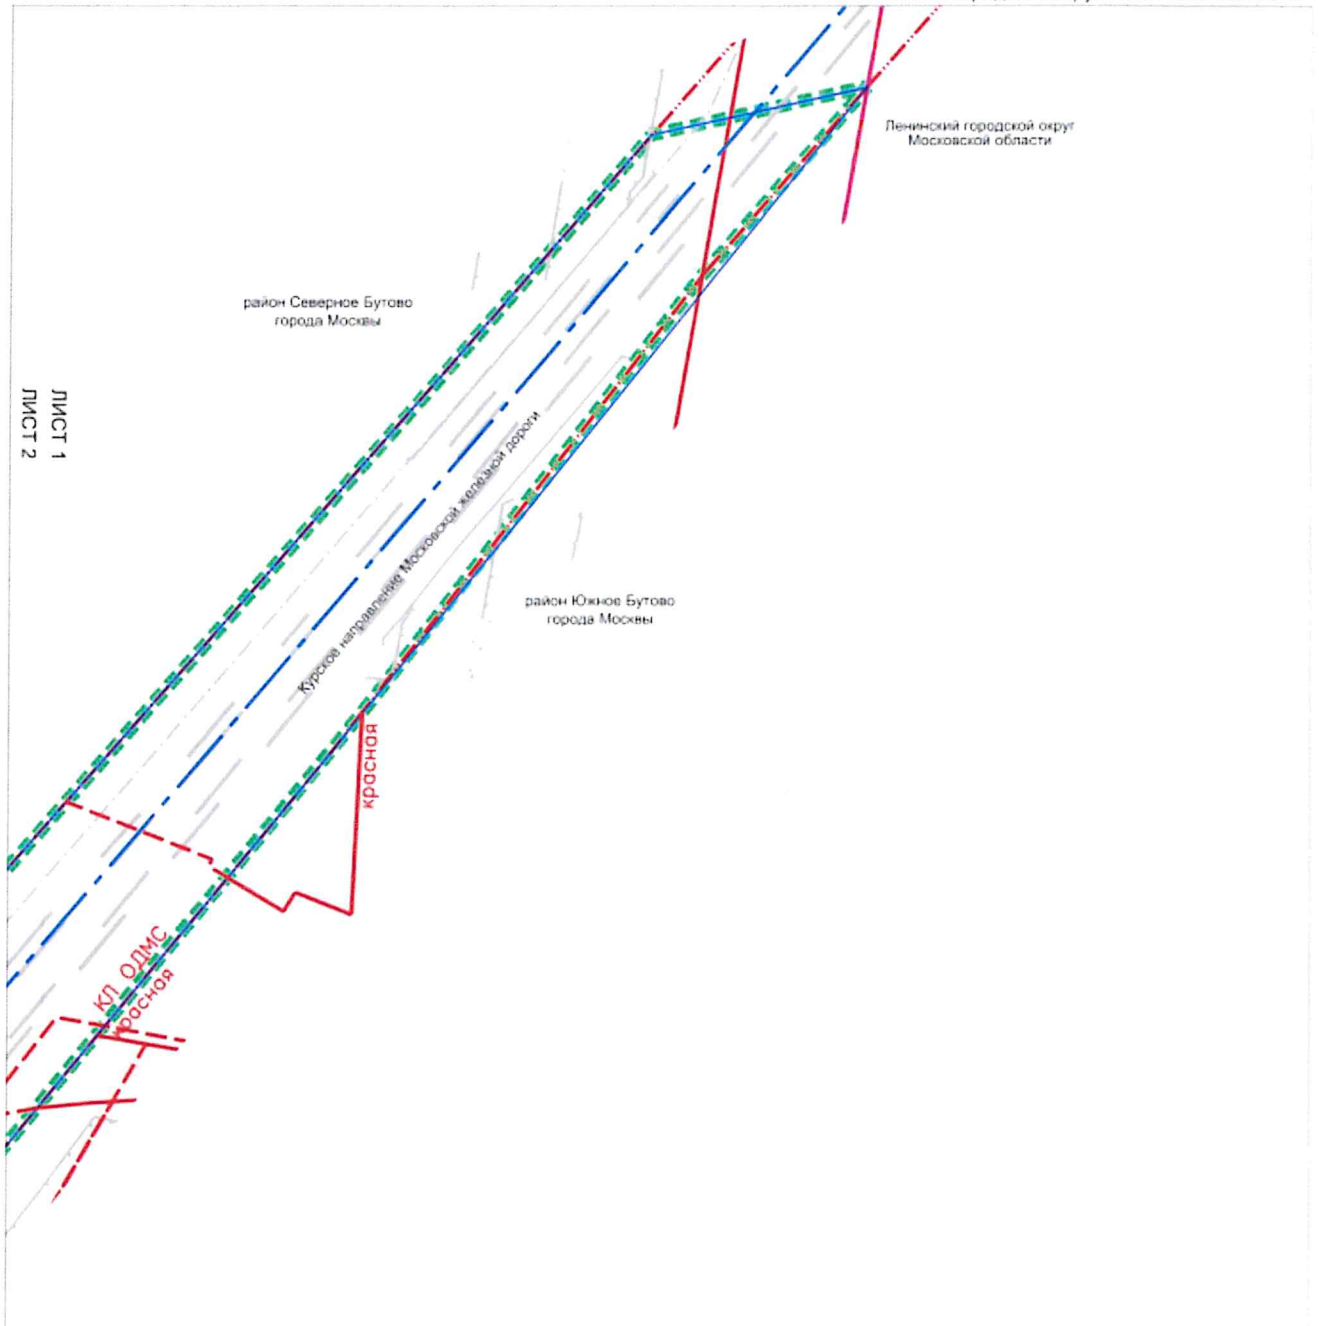 Ленинский городской округ
Московской области
район Северное Бутово
города Москвы
ЛИСТ 1
ЛИСТ 2
Курское направление Московской железной дороги
район Южное Бутово
города Москвы
красная
КЛ ОДМС
красная